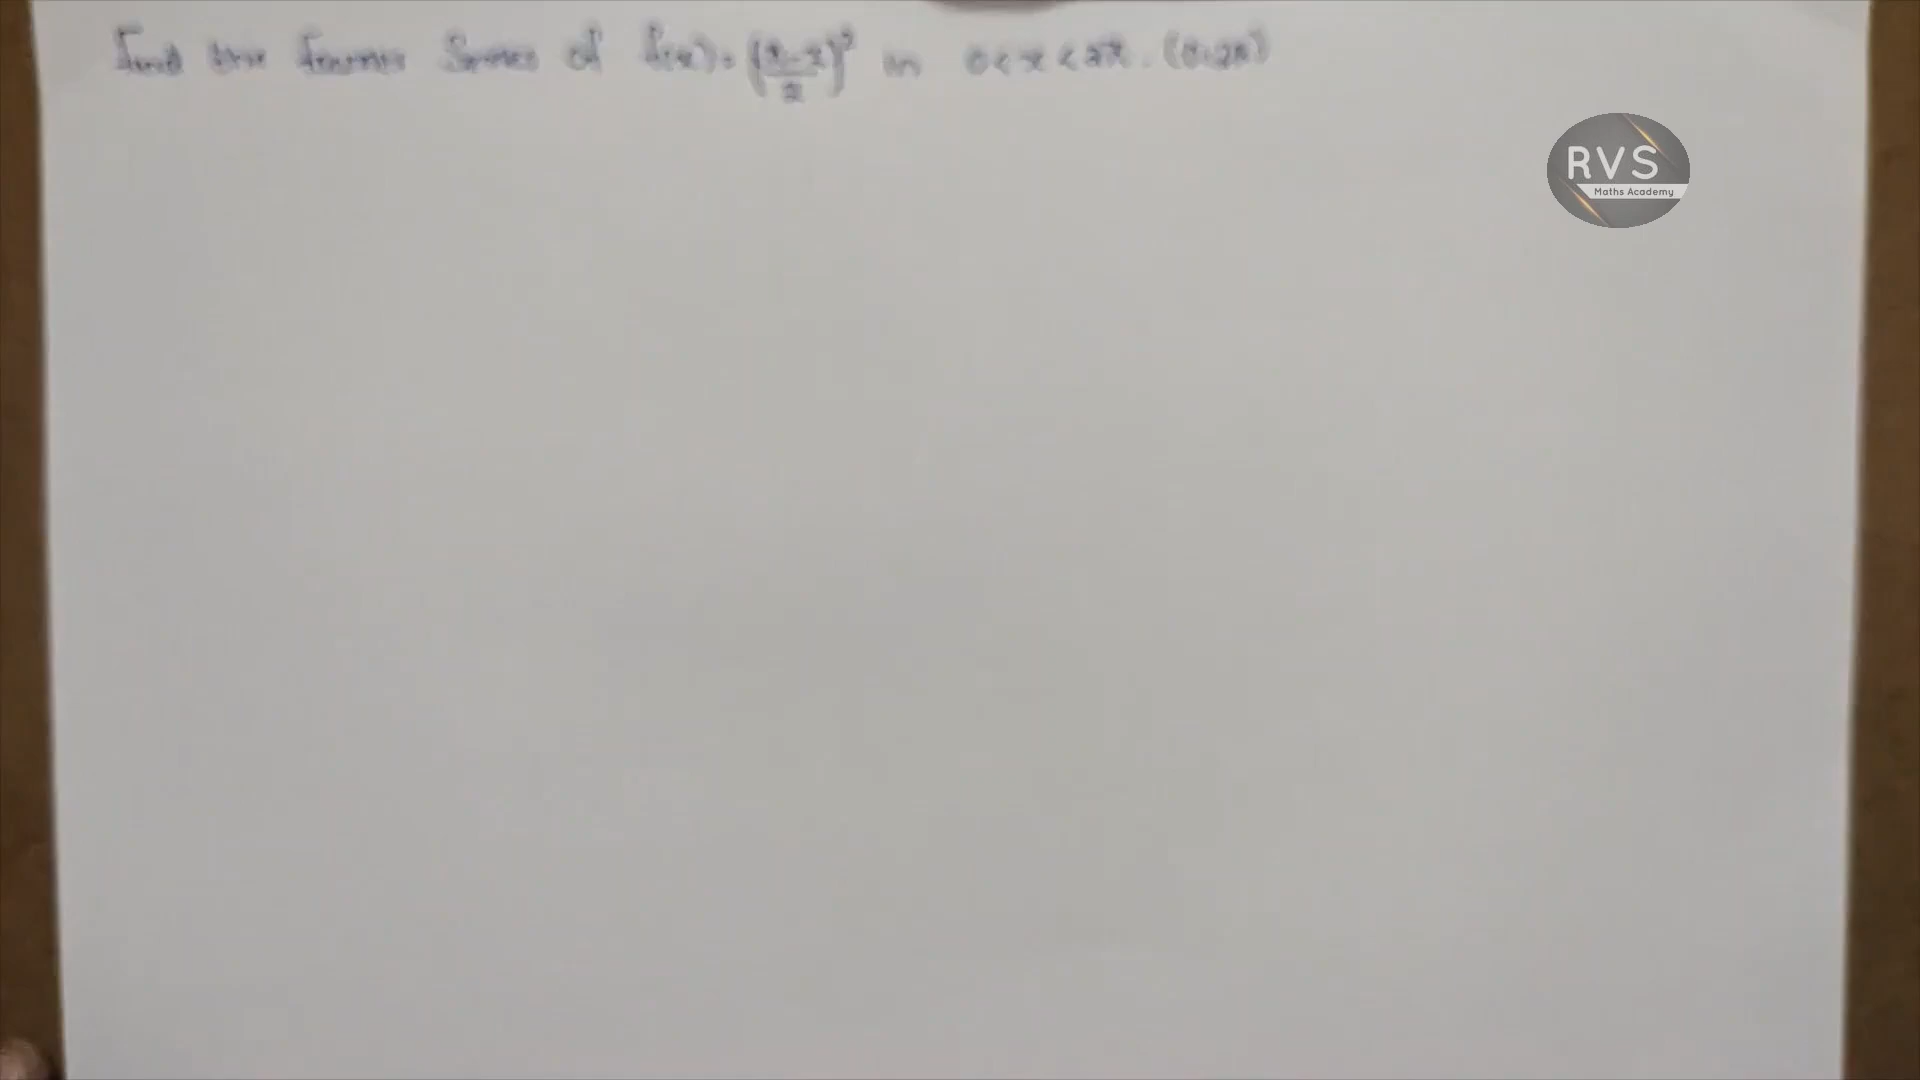 Find the Fourier Series of f(x) = (π-x/2)² in 0<x<2π. (0,2π)
RVS
Maths Academy